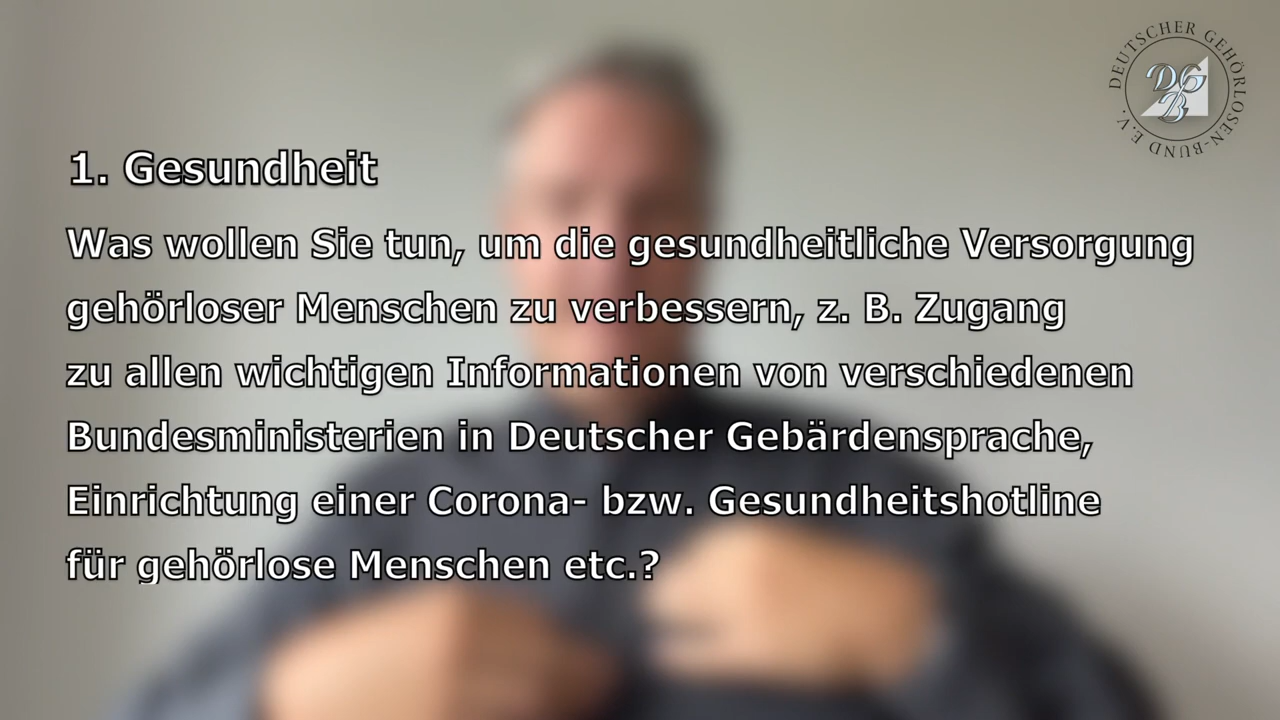 DEUTSCHER GEHÖRLOSEN-BUND E.V.
DGB
1. Gesundheit
Was wollen Sie tun, um die gesundheitliche Versorgung
gehörloser Menschen zu verbessern, z. B. Zugang
zu allen wichtigen Informationen von verschiedenen
Bundesministerien in Deutscher Gebärdensprache,
Einrichtung einer Corona- bzw. Gesundheitshotline
für gehörlose Menschen etc.?